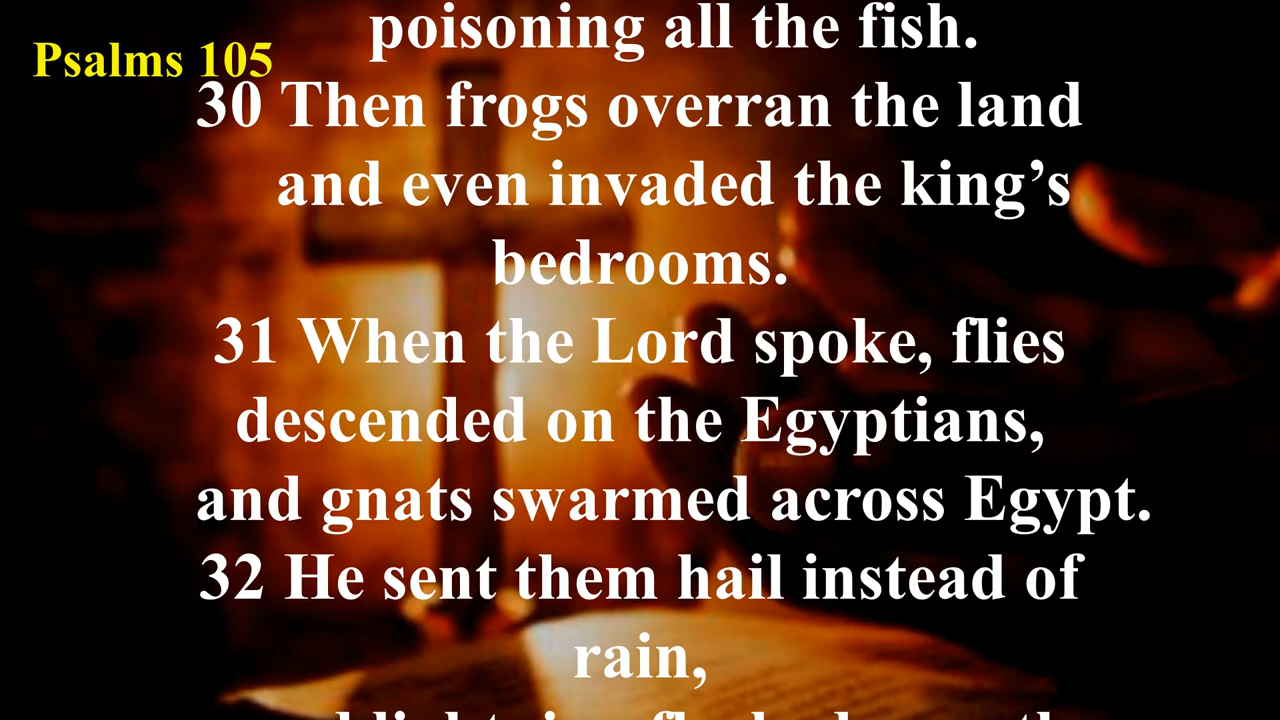 poisoning all the fish.
Psalms 105
30 Then frogs overran the land
and even invaded the king’s
bedrooms.
31 When the Lord spoke, flies
descended on the Egyptians,
and gnats swarmed across Egypt.
32 He sent them hail instead of
rain,